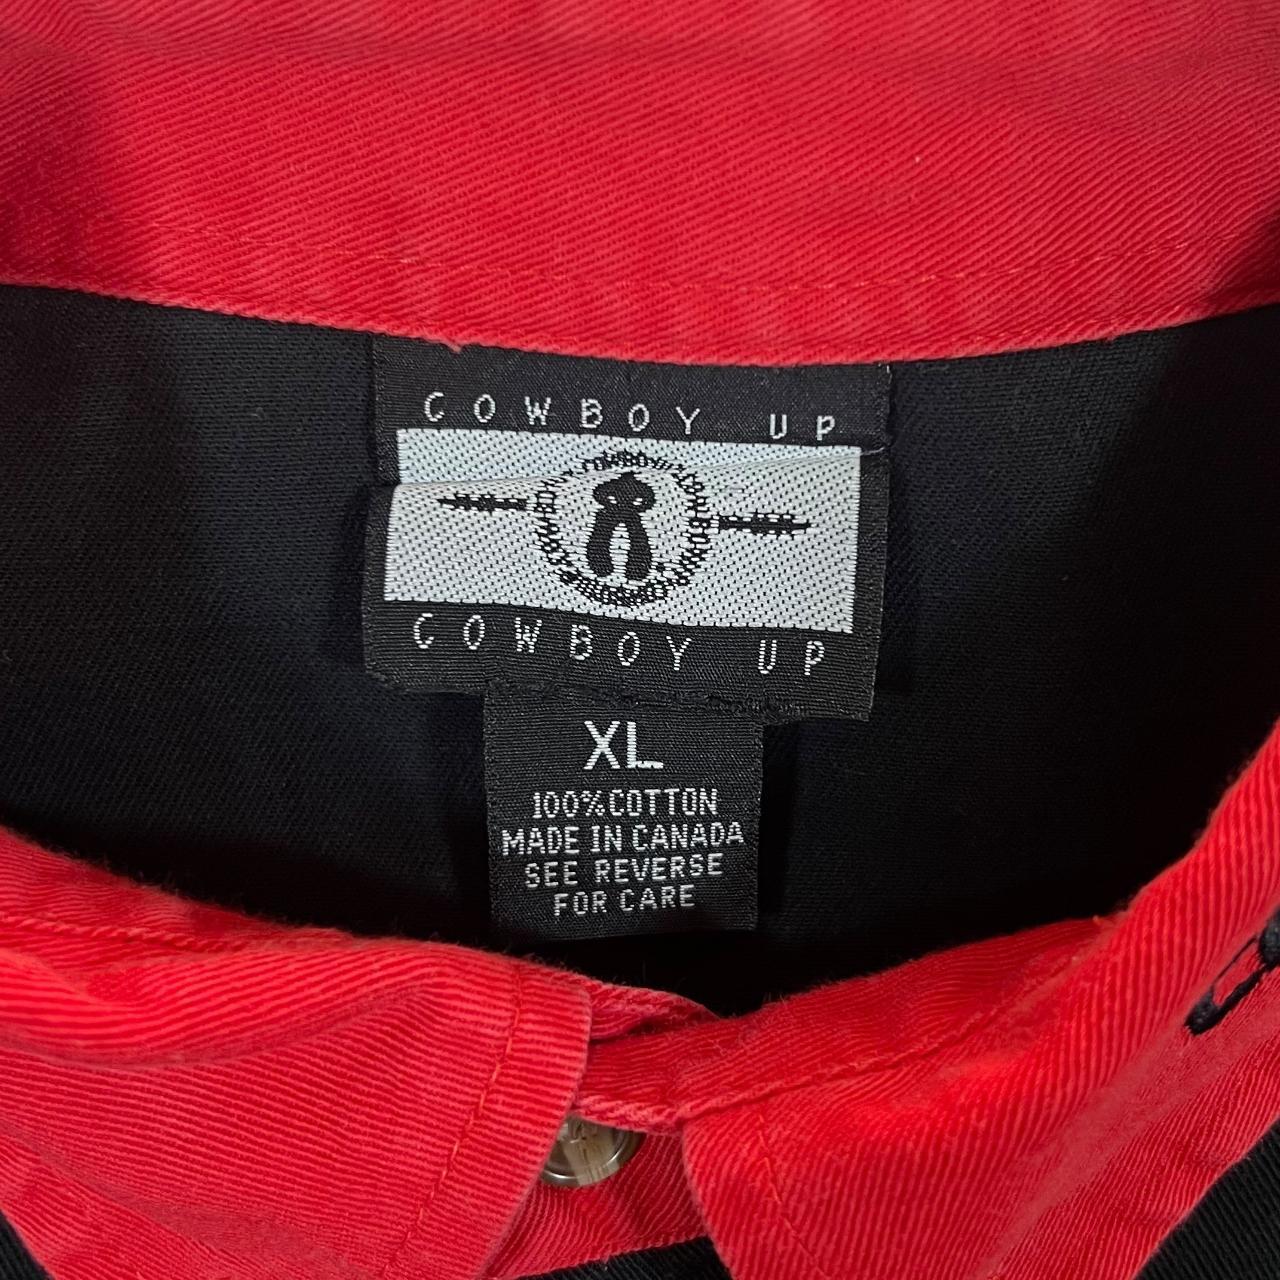 COWBOY UP
COWBOY UP
XL
100% COTTON
MADE IN CANADA
SEE REVERSE
FOR CARE